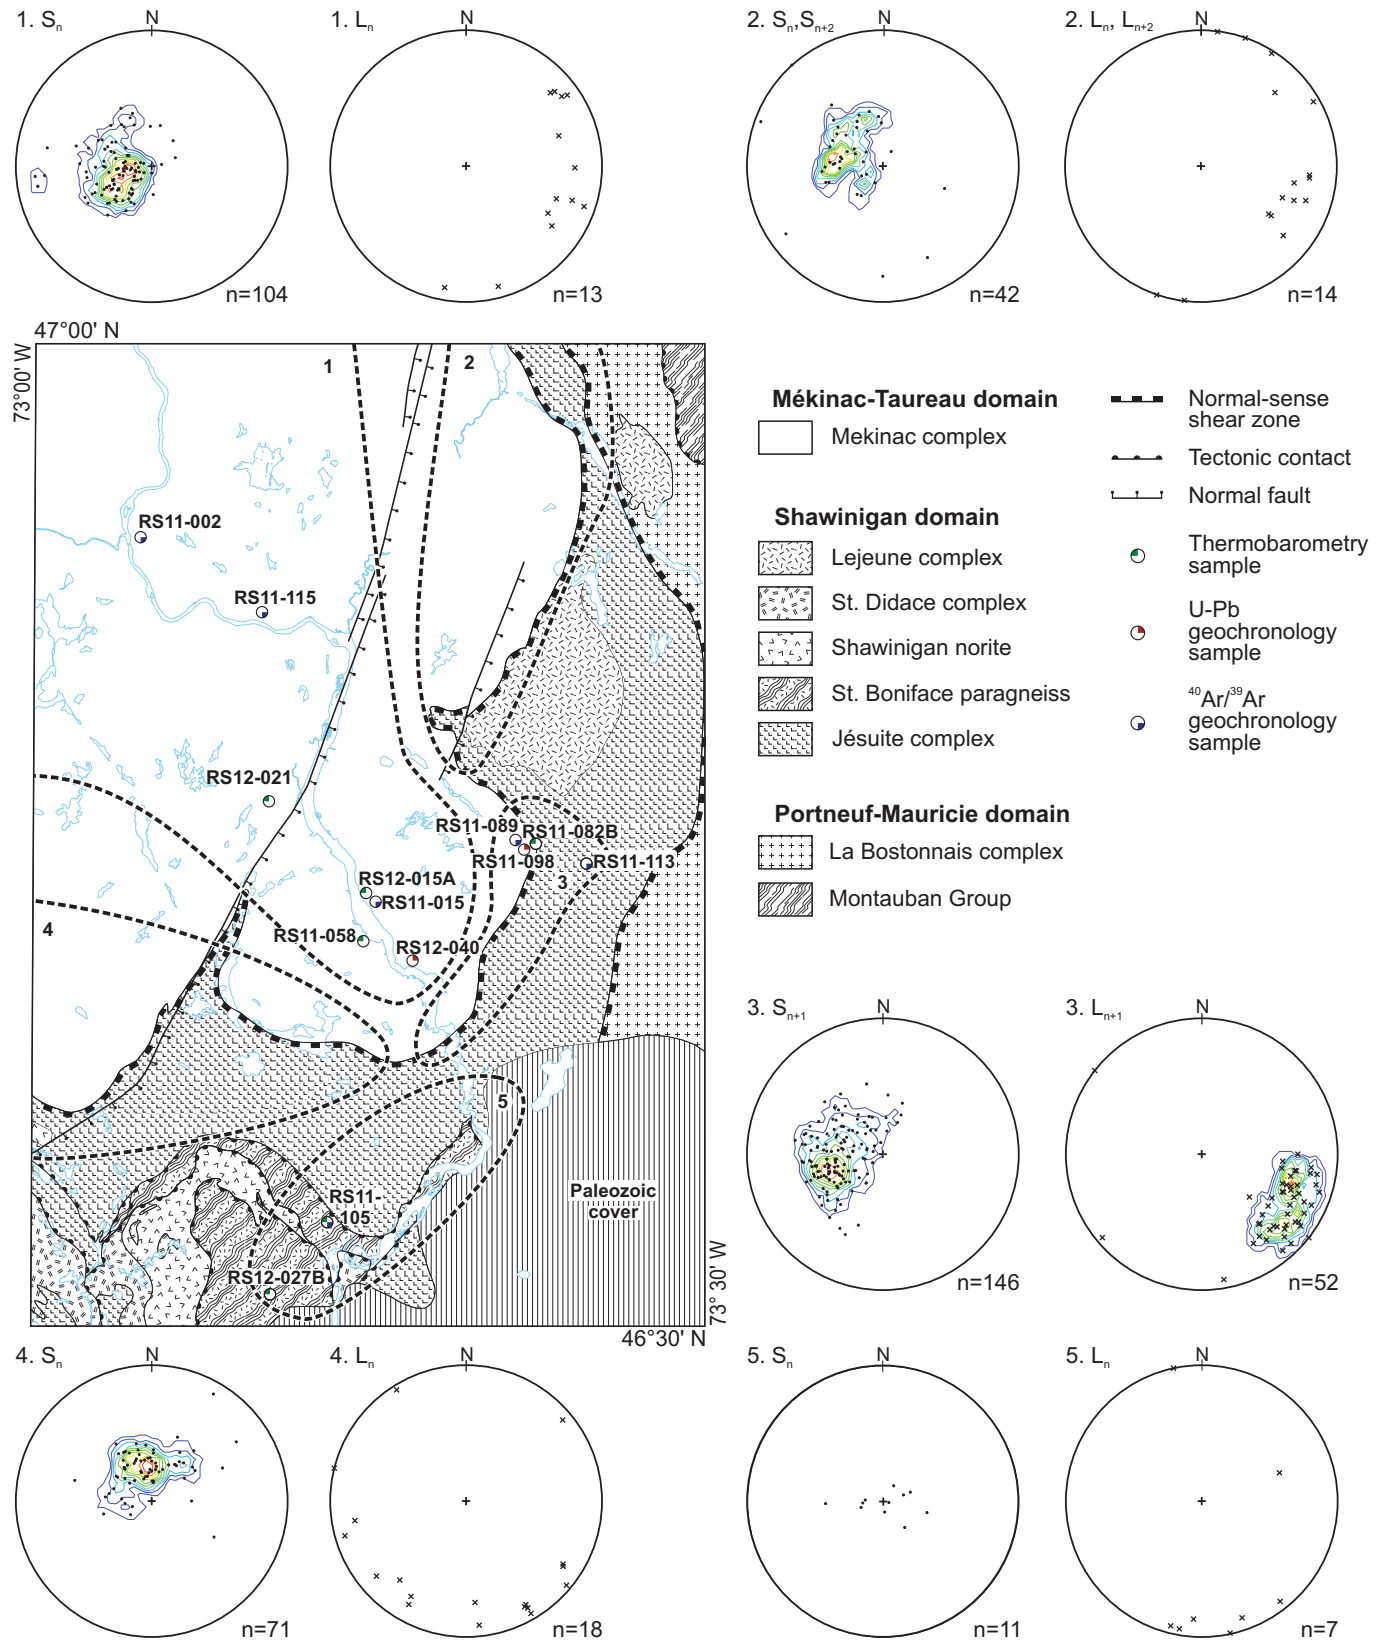 1. Sn
N
1. Ln
N
2. Sn,Sn+2
N
2. Ln, Ln+2
N
n=104
n=13
n=42
n=14
47°00' N
73°00' W
1
2
RS11-002
RS11-115
RS12-021
RS11-089
RS11-082B
RS11-098
RS11-113
3
RS12-015A
RS11-015
RS11-058
RS12-040
4
5
RS11-
105
Paleozoic
cover
RS12-027B
73° 30' W
46°30' N
Mékinac-Taureau domain
Mekinac complex
Shawinigan domain
Lejeune complex
St. Didace complex
Shawinigan norite
St. Boniface paragneiss
Jésuite complex
Portneuf-Mauricie domain
La Bostonnais complex
Montauban Group
Normal-sense
shear zone
Tectonic contact
Normal fault
Thermobarometry
sample
U-Pb
geochronology
sample
40Ar/39Ar
geochronology
sample
3. Sn+1
N
3. Ln+1
N
n=146
n=52
4. Sn
N
4. Ln
N
5. Sn
N
5. Ln
N
n=71
n=18
n=11
n=7